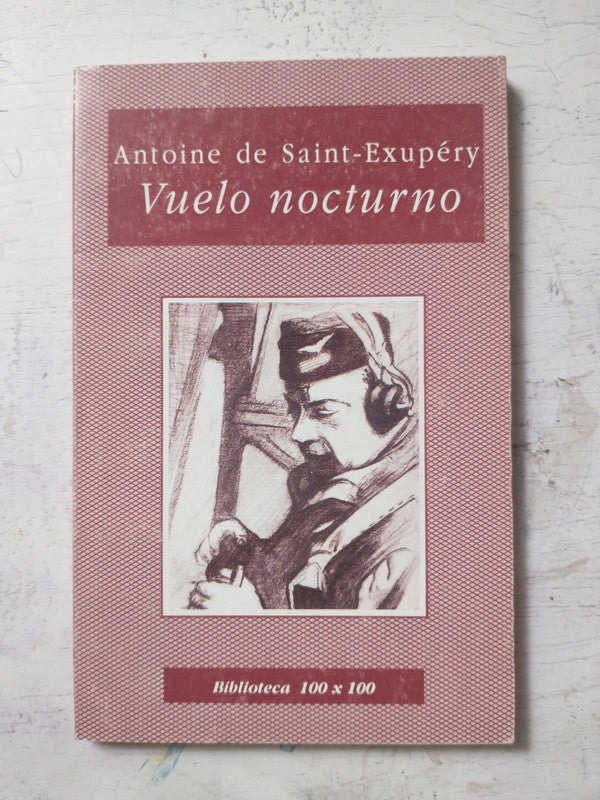 Antoine de Saint-Exupéry
Vuelo nocturno
Biblioteca 100 x 100